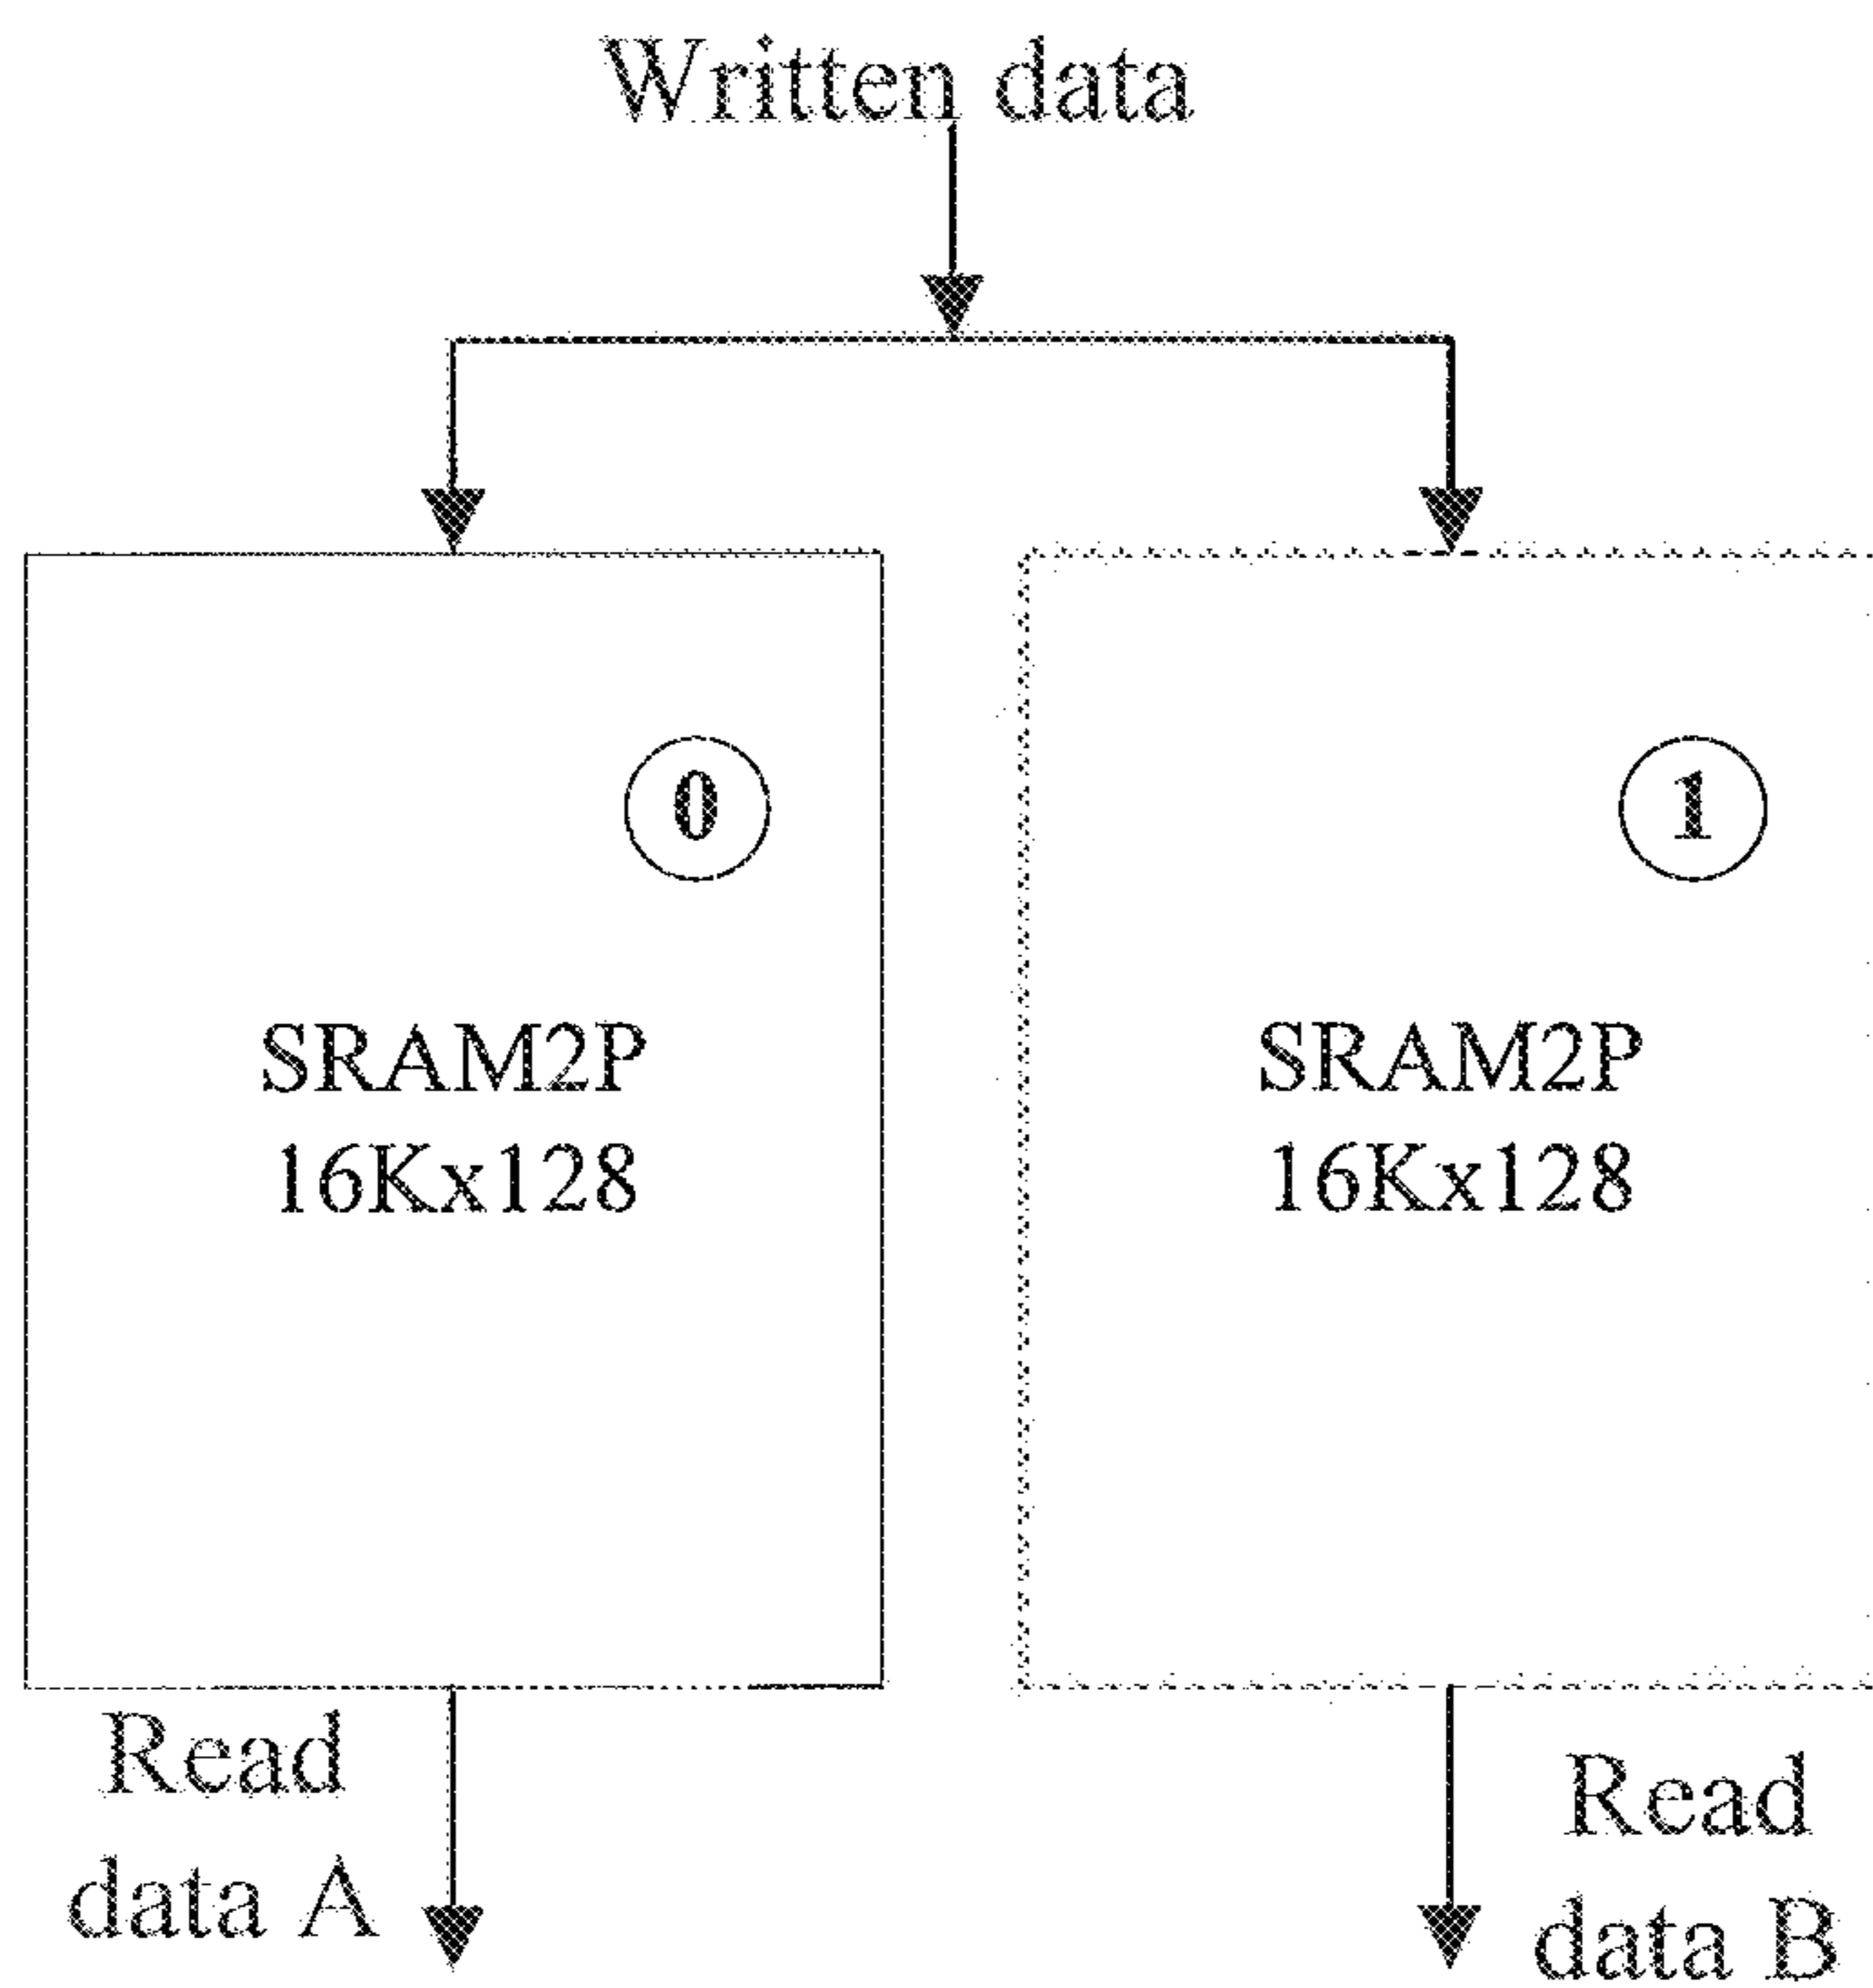 Written data
0
1
SRAM2P
16Kx128
SRAM2P
16Kx128
Read
data A
Read
data B